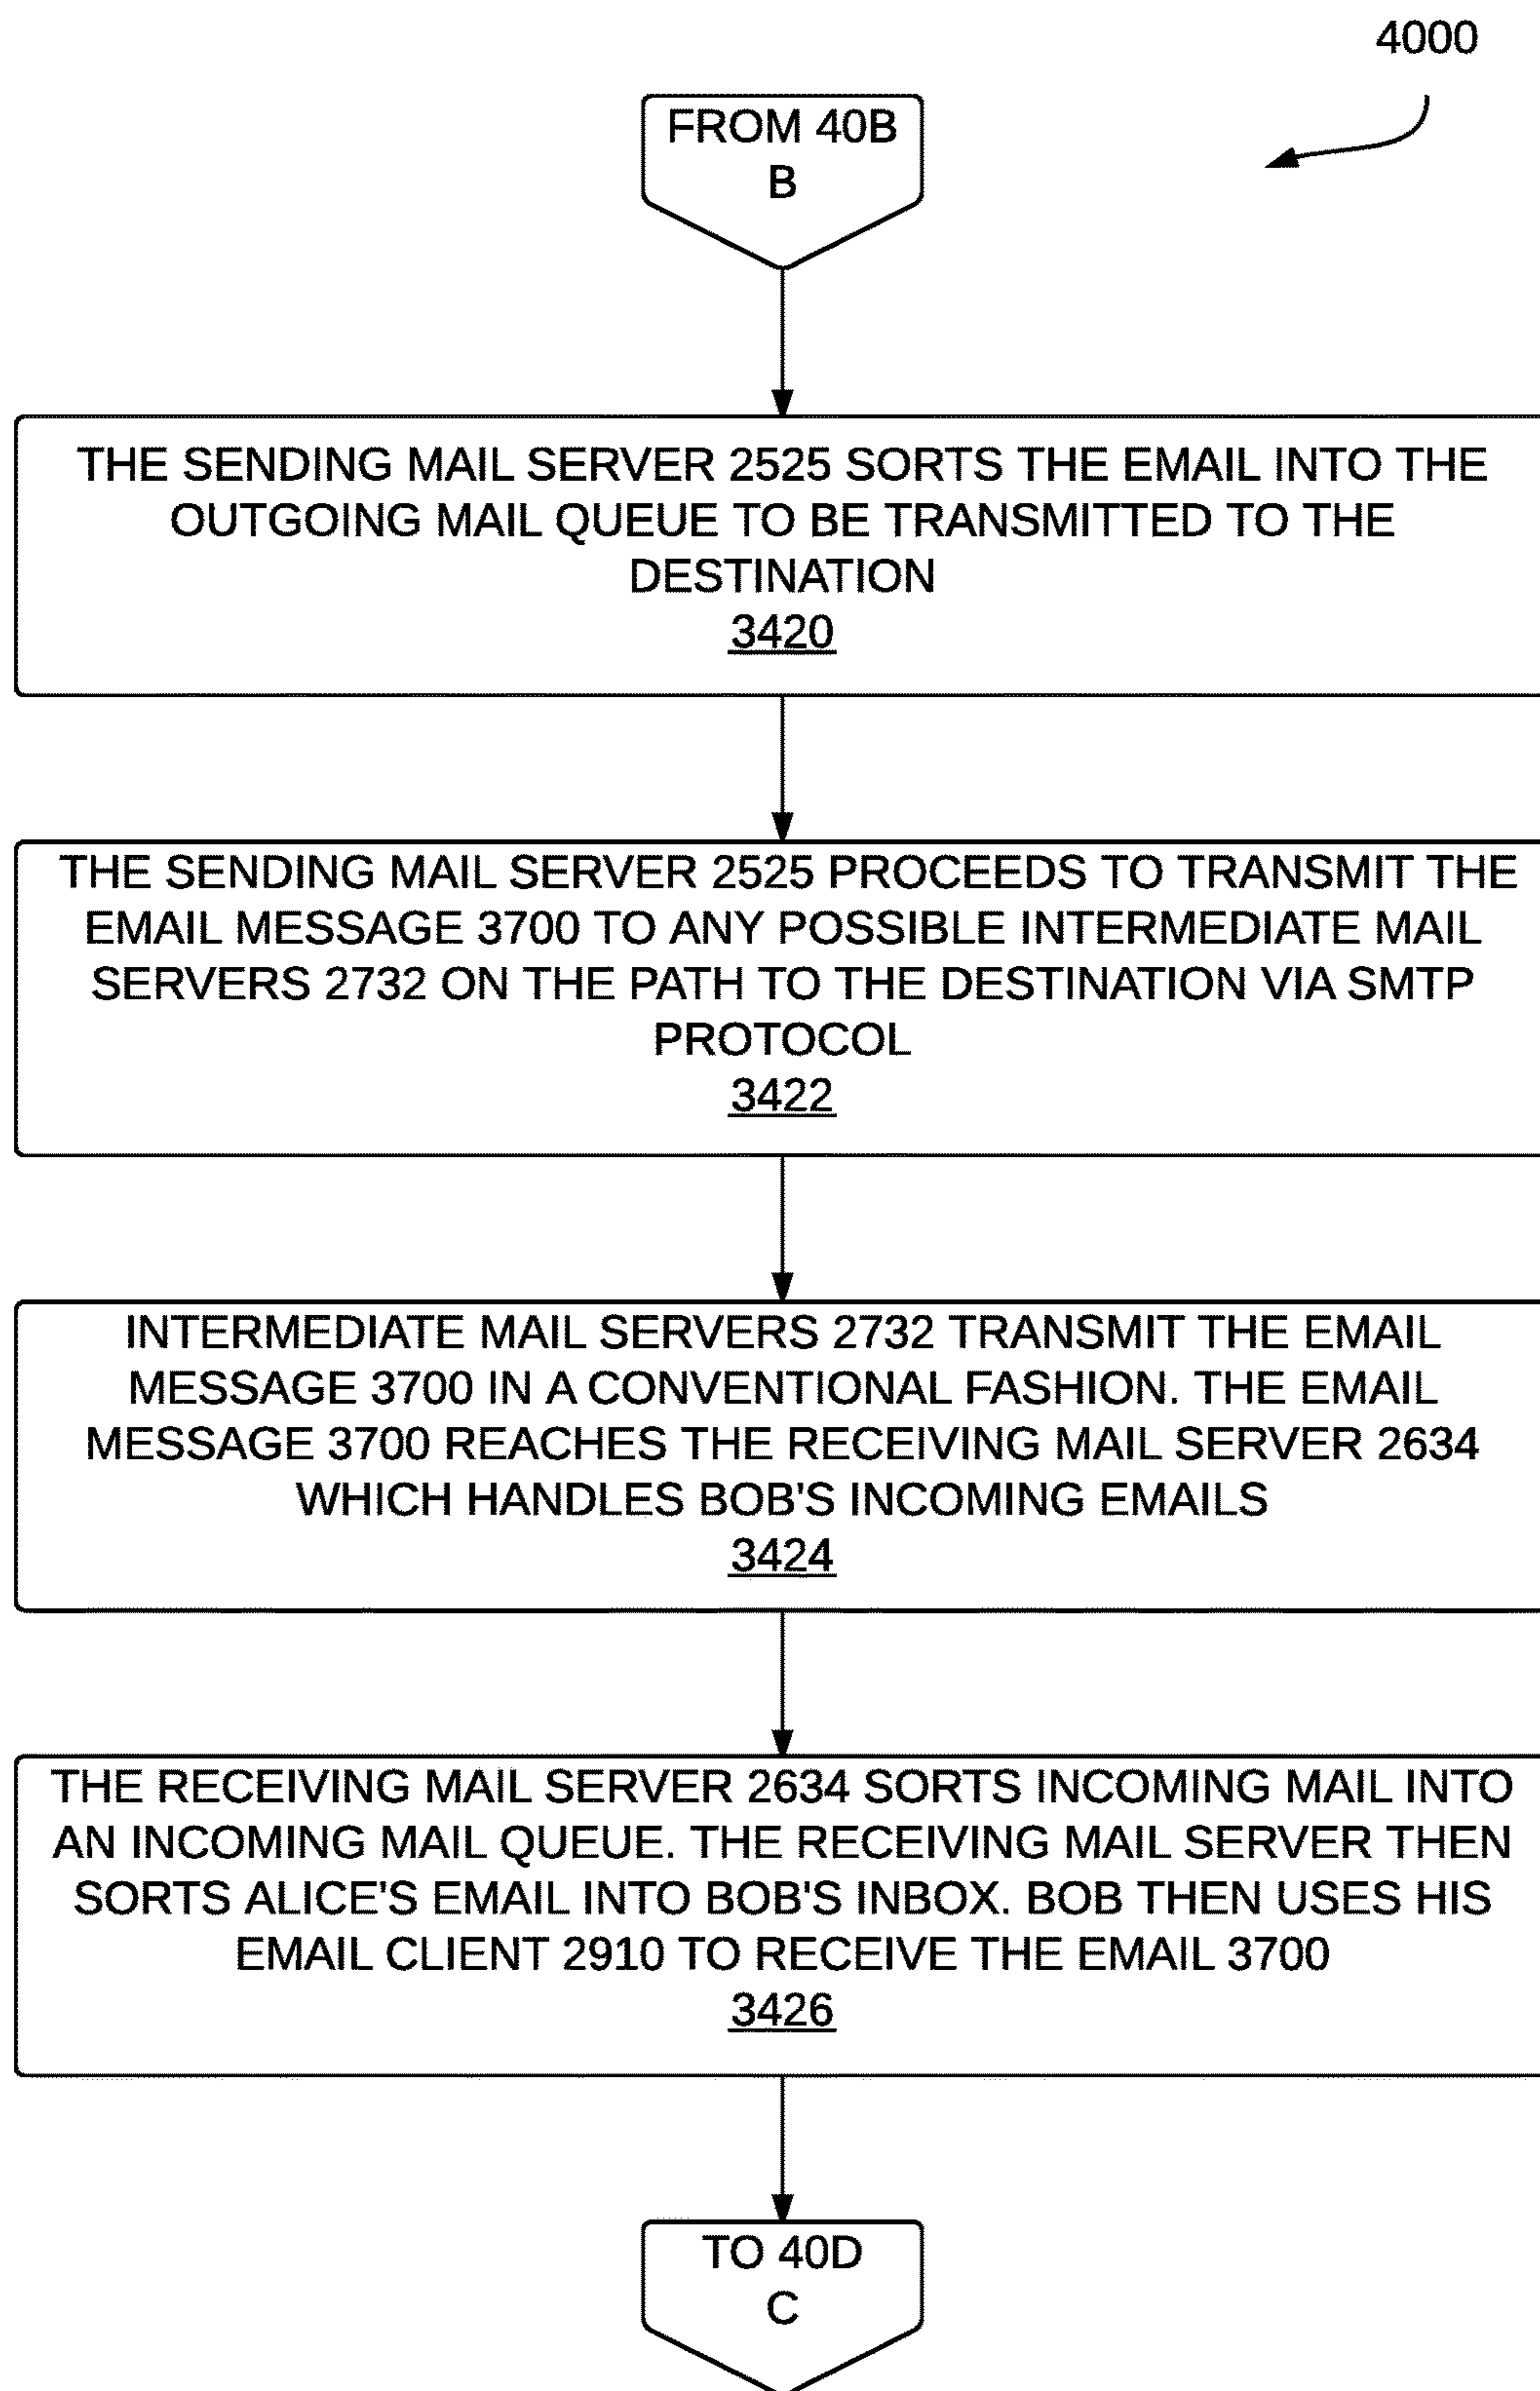 4000
FROM 40B
B
THE SENDING MAIL SERVER 2525 SORTS THE EMAIL INTO THE
OUTGOING MAIL QUEUE TO BE TRANSMITTED TO THE
DESTINATION
3420
THE SENDING MAIL SERVER 2525 PROCEEDS TO TRANSMIT THE
EMAIL MESSAGE 3700 TO ANY POSSIBLE INTERMEDIATE MAIL
SERVERS 2732 ON THE PATH TO THE DESTINATION VIA SMTP
PROTOCOL
3422
INTERMEDIATE MAIL SERVERS 2732 TRANSMIT THE EMAIL
MESSAGE 3700 IN A CONVENTIONAL FASHION. THE EMAIL
MESSAGE 3700 REACHES THE RECEIVING MAIL SERVER 2634
WHICH HANDLES BOB'S INCOMING EMAILS
3424
THE RECEIVING MAIL SERVER 2634 SORTS INCOMING MAIL INTO
AN INCOMING MAIL QUEUE. THE RECEIVING MAIL SERVER THEN
SORTS ALICE'S EMAIL INTO BOB'S INBOX. BOB THEN USES HIS
EMAIL CLIENT 2910 TO RECEIVE THE EMAIL 3700
3426
TO 40D
C